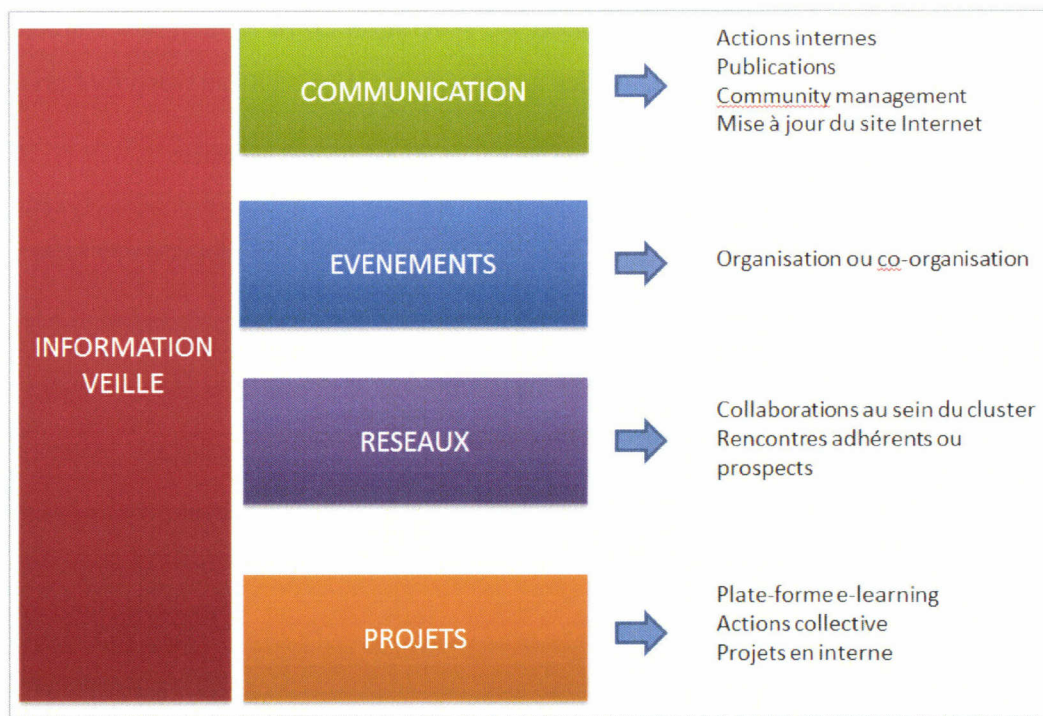 INFORMATION
VEILLE
COMMUNICATION
Actions internes
Publications
Community management
Mise à jour du site Internet
EVENEMENTS
Organisation ou co-organisation
RESEAUX
Collaborations au sein du cluster
Rencontres adhérents ou
prospects
PROJETS
Plate-forme e-learning
Actions collective
Projets en interne